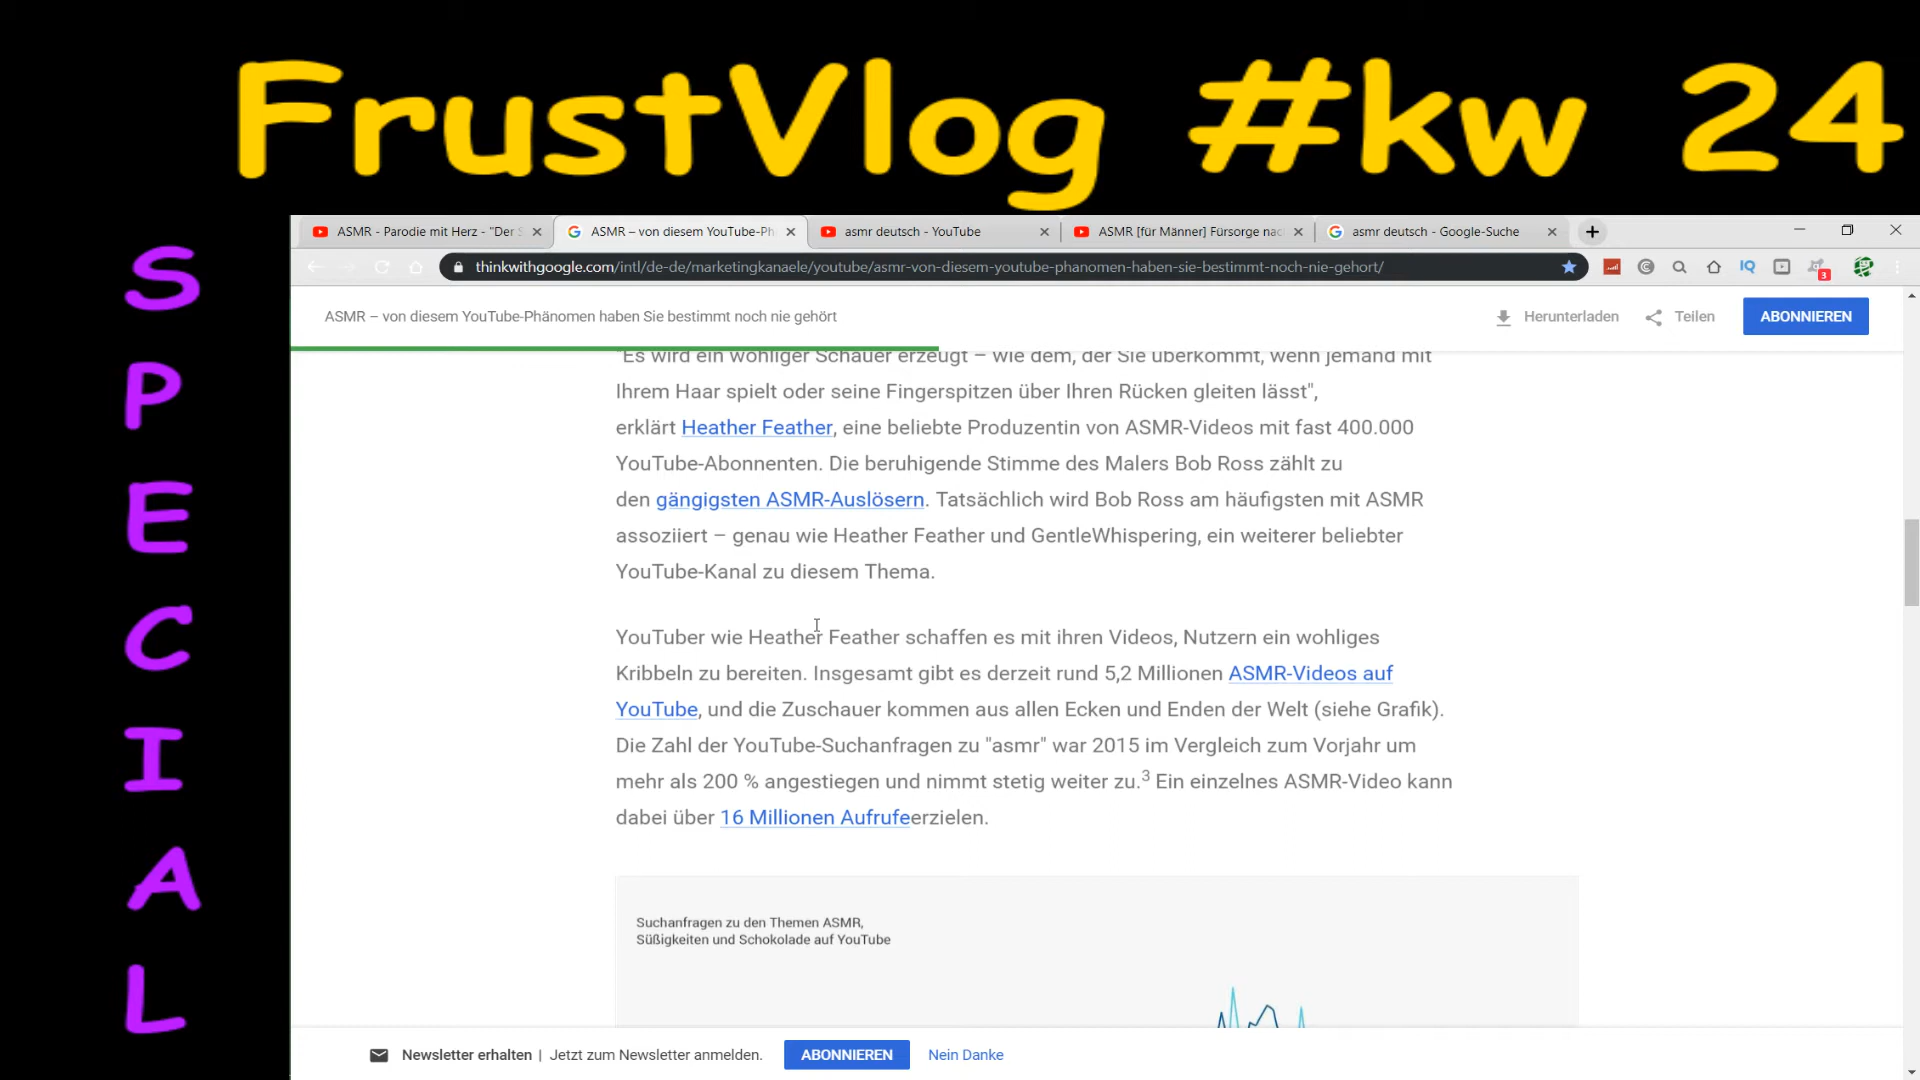 FrustVlog #kw 24
SPECIAL
ASMR - Parodie mit Herz - "Der S
ASMR – von diesem YouTube-Ph
asmr deutsch - YouTube
ASMR [für Männer] Fürsorge nac
asmr deutsch - Google-Suche
thinkwithgoogle.com/intl/de-de/marketingkanaele/youtube/asmr-von-diesem-youtube-phanomen-haben-sie-bestimmt-noch-nie-gehort/
IQ
3
ASMR – von diesem YouTube-Phänomen haben Sie bestimmt noch nie gehört
Herunterladen
Teilen
ABONNIEREN
"Es wird ein wohliger Schauer erzeugt – wie dem, der Sie überkommt, wenn jemand mit
Ihrem Haar spielt oder seine Fingerspitzen über Ihren Rücken gleiten lässt",
erklärt Heather Feather, eine beliebte Produzentin von ASMR-Videos mit fast 400.000
YouTube-Abonnenten. Die beruhigende Stimme des Malers Bob Ross zählt zu
den gängigsten ASMR-Auslösern. Tatsächlich wird Bob Ross am häufigsten mit ASMR
assoziiert – genau wie Heather Feather und GentleWhispering, ein weiterer beliebter
YouTube-Kanal zu diesem Thema.
YouTuber wie Heather Feather schaffen es mit ihren Videos, Nutzern ein wohliges
Kribbeln zu bereiten. Insgesamt gibt es derzeit rund 5,2 Millionen ASMR-Videos auf
YouTube, und die Zuschauer kommen aus allen Ecken und Enden der Welt (siehe Grafik).
Die Zahl der YouTube-Suchanfragen zu "asmr" war 2015 im Vergleich zum Vorjahr um
mehr als 200 % angestiegen und nimmt stetig weiter zu.3 Ein einzelnes ASMR-Video kann
dabei über 16 Millionen Aufrufeerzielen.
Suchanfragen zu den Themen ASMR,
Süßigkeiten und Schokolade auf YouTube
Newsletter erhalten | Jetzt zum Newsletter anmelden.
ABONNIEREN
Nein Danke